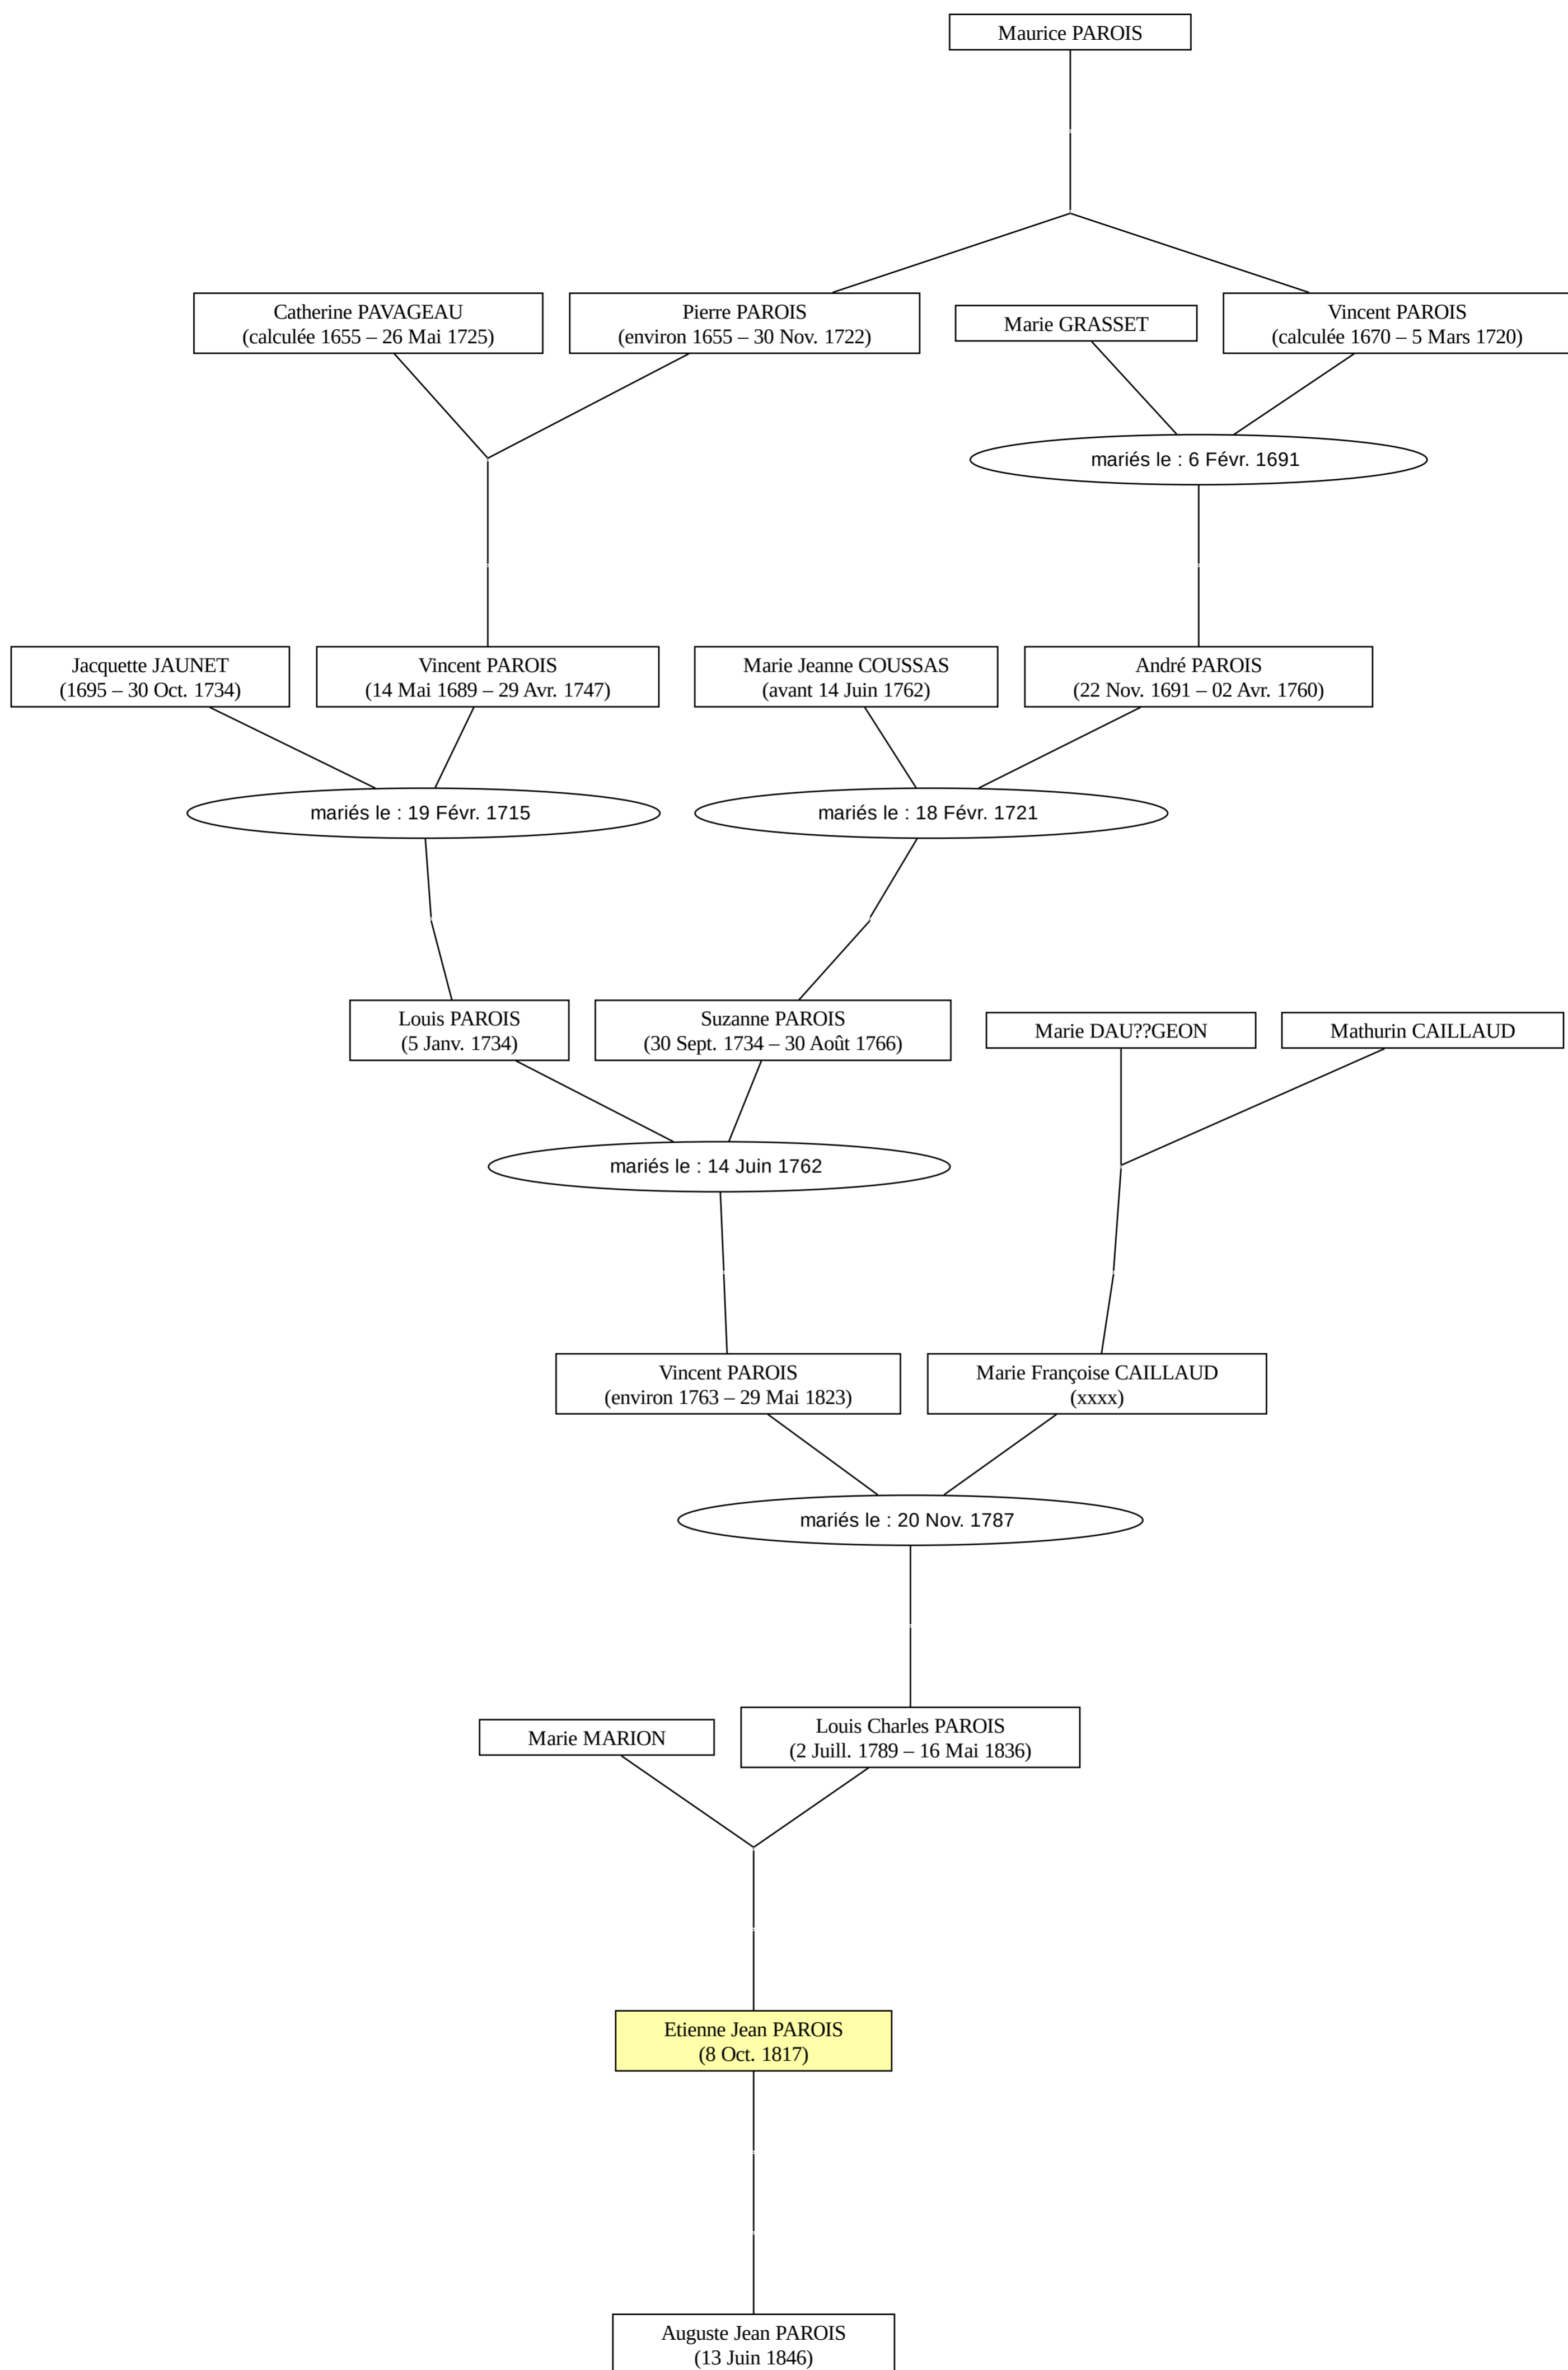 Maurice PAROIS
Catherine PAVAGEAU
(calculée 1655 – 26 Mai 1725)
Pierre PAROIS
(environ 1655 – 30 Nov. 1722)
Marie GRASSET
Vincent PAROIS
(calculée 1670 – 5 Mars 1720)
mariés le : 6 Févr. 1691
Jacquette JAUNET
(1695 – 30 Oct. 1734)
Vincent PAROIS
(14 Mai 1689 – 29 Avr. 1747)
Marie Jeanne COUSSAS
(avant 14 Juin 1762)
André PAROIS
(22 Nov. 1691 – 02 Avr. 1760)
mariés le : 19 Févr. 1715
mariés le : 18 Févr. 1721
Louis PAROIS
(5 Janv. 1734)
Suzanne PAROIS
(30 Sept. 1734 – 30 Août 1766)
Marie DAU??GEON
Mathurin CAILLAUD
mariés le : 14 Juin 1762
Vincent PAROIS
(environ 1763 – 29 Mai 1823)
Marie Françoise CAILLAUD
(xxxx)
mariés le : 20 Nov. 1787
Marie MARION
Louis Charles PAROIS
(2 Juill. 1789 – 16 Mai 1836)
Etienne Jean PAROIS
(8 Oct. 1817)
Auguste Jean PAROIS
(13 Juin 1846)